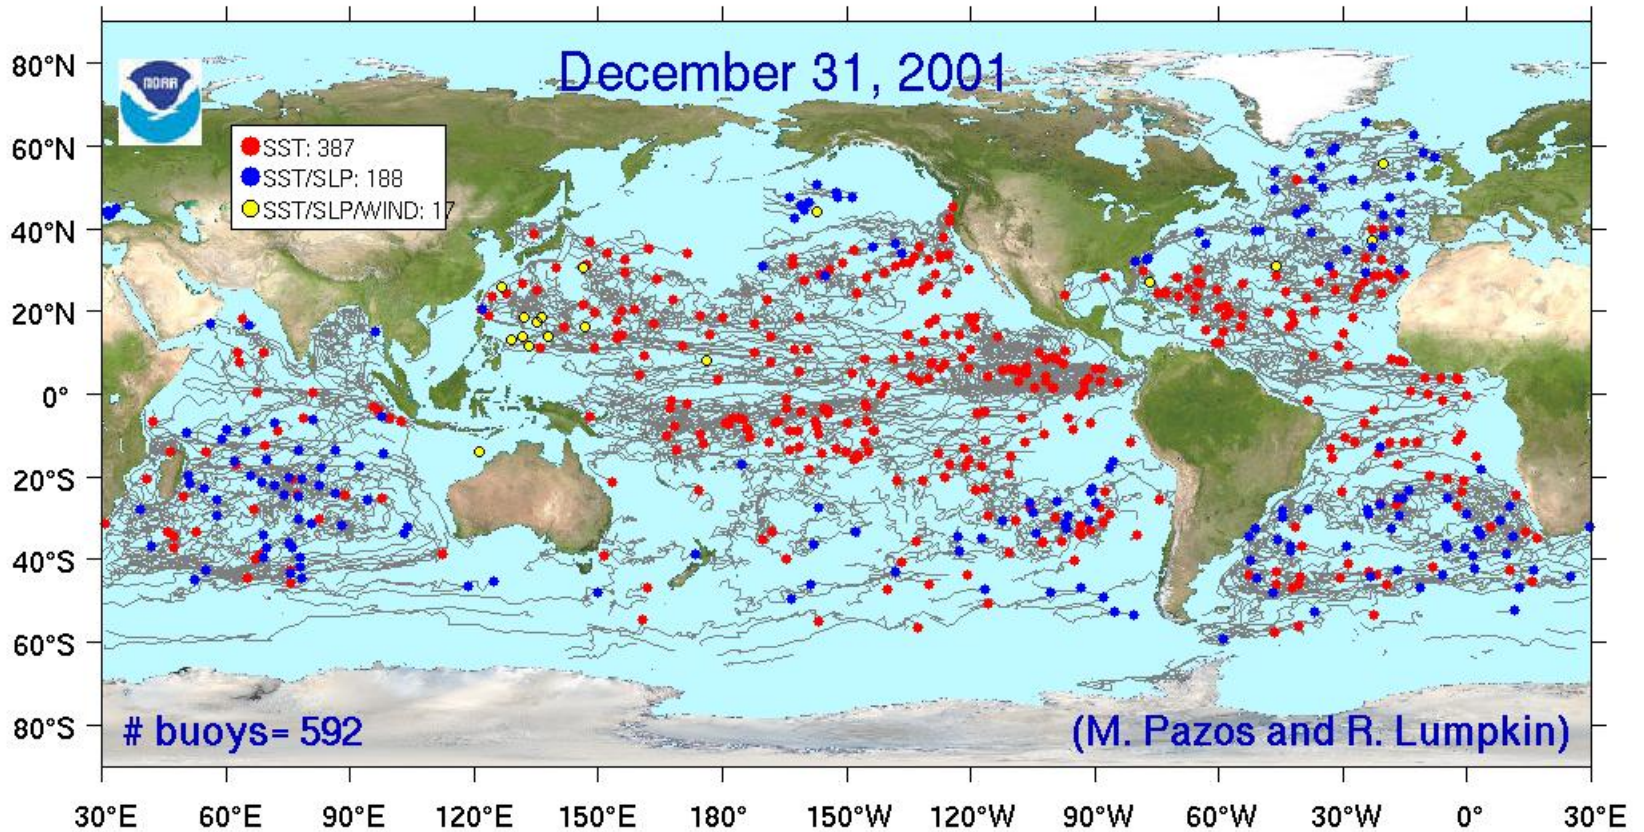 December 31, 2001
NOAA
SST: 387
SST/SLP: 188
SST/SLP/WIND: 17
80°N
60°N
40°N
20°N
0°
20°S
40°S
60°S
80°S
# buoys= 592
(M. Pazos and R. Lumpkin)
30°E 60°E 90°E 120°E 150°E 180° 150°W 120°W 90°W 60°W 30°W 0° 30°E